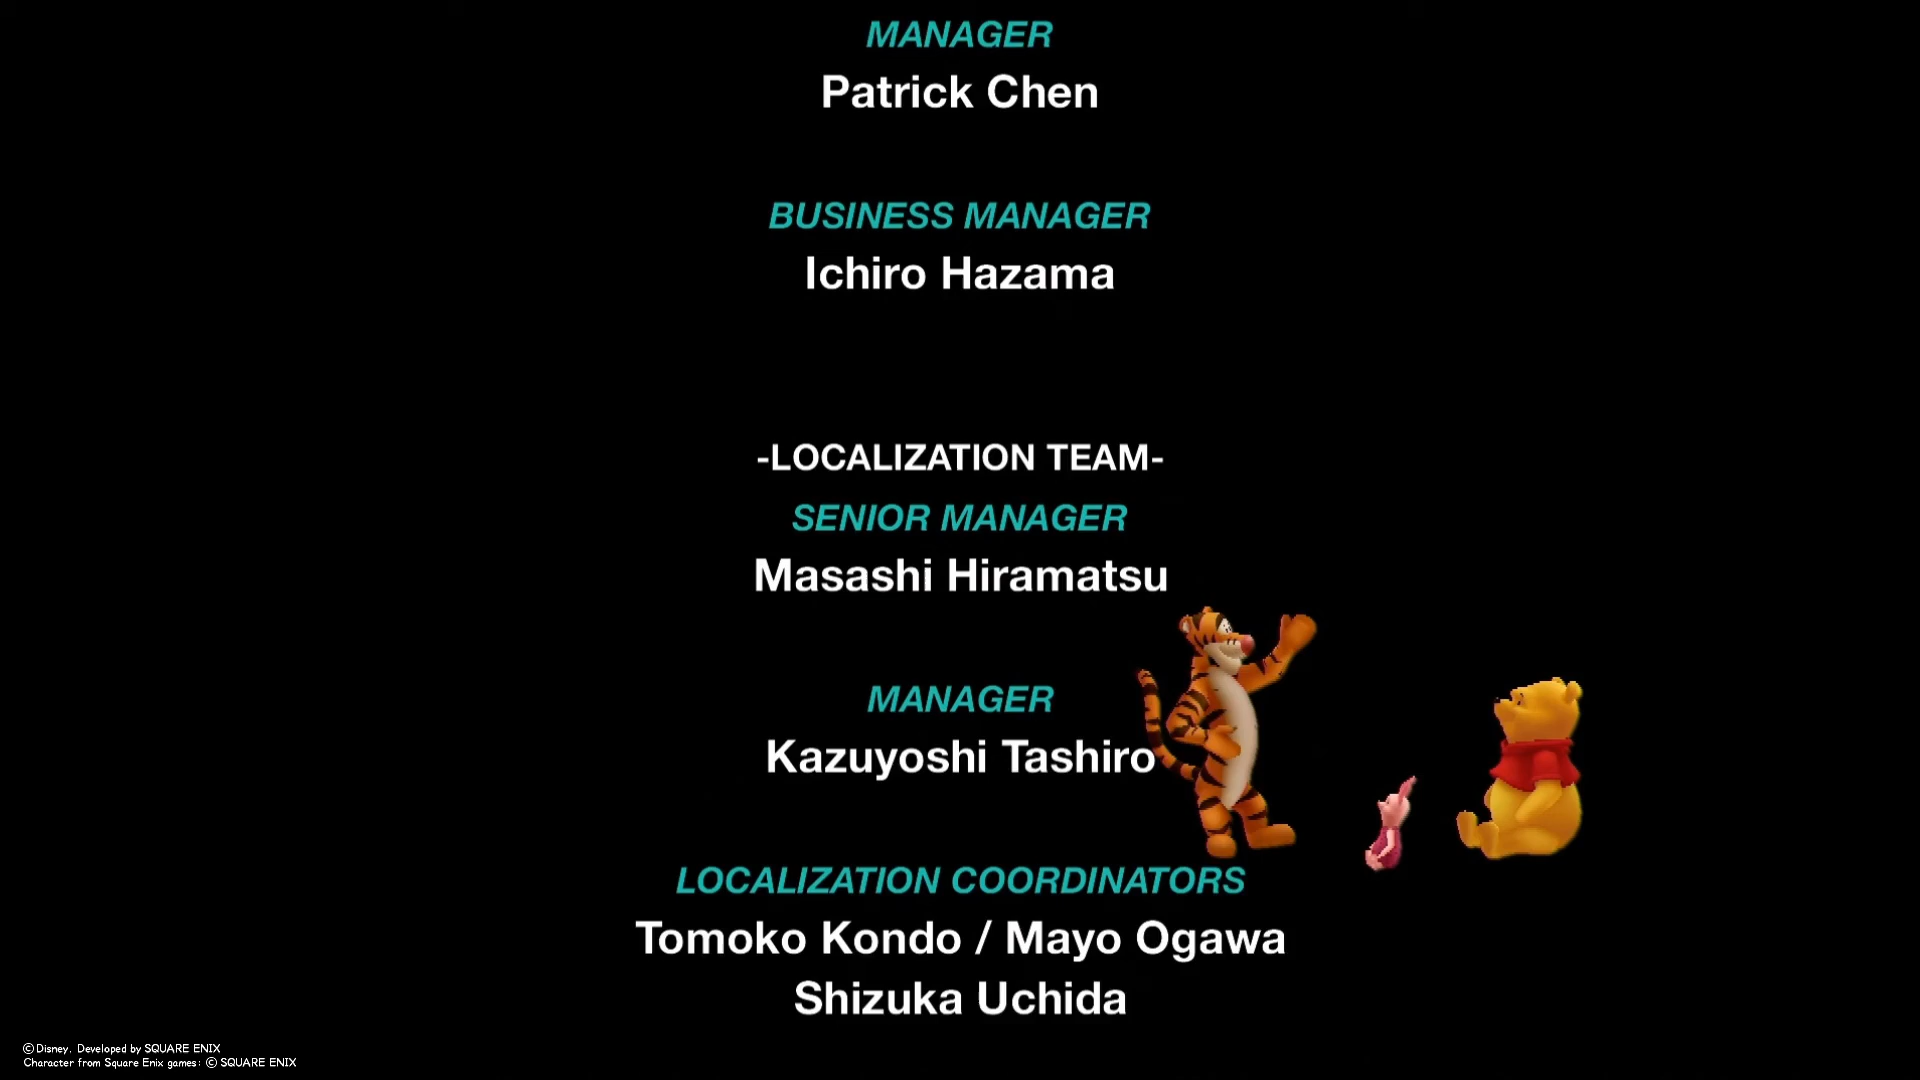 MANAGER
Patrick Chen
BUSINESS MANAGER
Ichiro Hazama
-LOCALIZATION TEAM-
SENIOR MANAGER
Masashi Hiramatsu
MANAGER
Kazuyoshi Tashiro
LOCALIZATION COORDINATORS
Tomoko Kondo / Mayo Ogawa
Shizuka Uchida
©Disney. Developed by SQUARE ENIX
Character from Square Enix games: © SQUARE ENIX